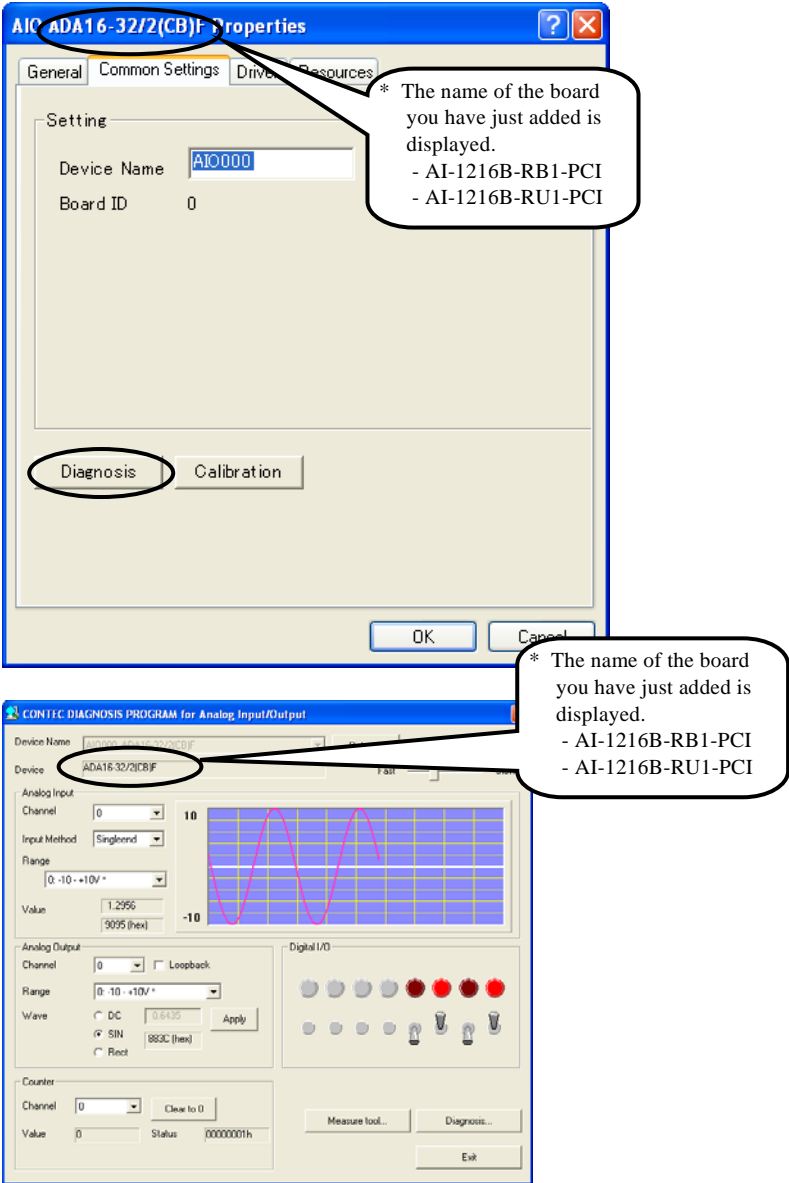 AIO ADA16-32/2(CB)F Properties
General Common Settings Driver Resources
* The name of the board
you have just added is
displayed.
- AI-1216B-RB1-PCI
- AI-1216B-RU1-PCI
Setting
Device Name AIO000
Board ID 0
Diagnosis Calibration
OK Cancel
* The name of the board
you have just added is
displayed.
- AI-1216B-RB1-PCI
- AI-1216B-RU1-PCI
CONTEC DIAGNOSIS PROGRAM for Analog Input/Output
Device Name AIO000: ADA16-32/2(CB)F
Device ADA16-32/2(CB)F Fast
Analog Input
Channel 0
10
Input Method Singleend
Range
0: -10 - +10V *
Value 1.2956
9095 (hex)
-10
Analog Output
Channel 0 Loopback
Range 0: -10 - +10V *
Wave DC 0.6435 Apply
SIN 883C (hex)
Rect
Digital I/O
Counter
Channel 0 Clear to 0
Value 0 Status 00000001h
Measure tool... Diagnosis...
Exit